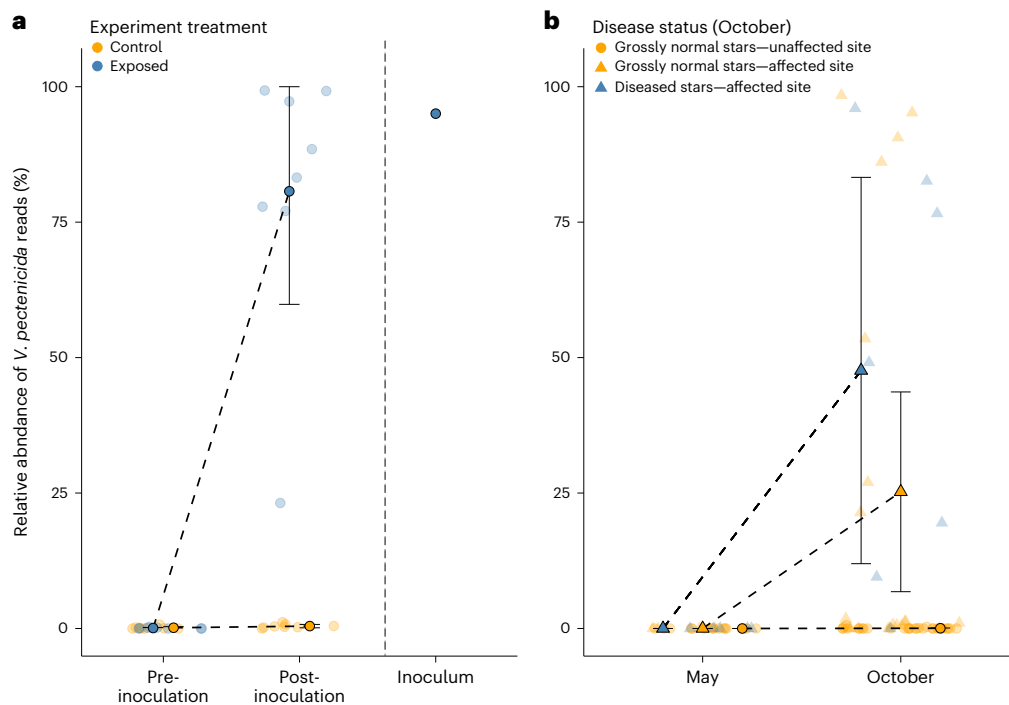 a
Experiment treatment
Control
Exposed
Relative abndance of V. pectenicida reads (%)
100
75
50
25
0
Pre-
inoculation
Post-
inoculation
Inoculum
b
Disease status (October)
Grossly normal stars—unaffected site
Grossly normal stars—affected site
Diseased stars—affected site
100
75
50
25
0
May
October